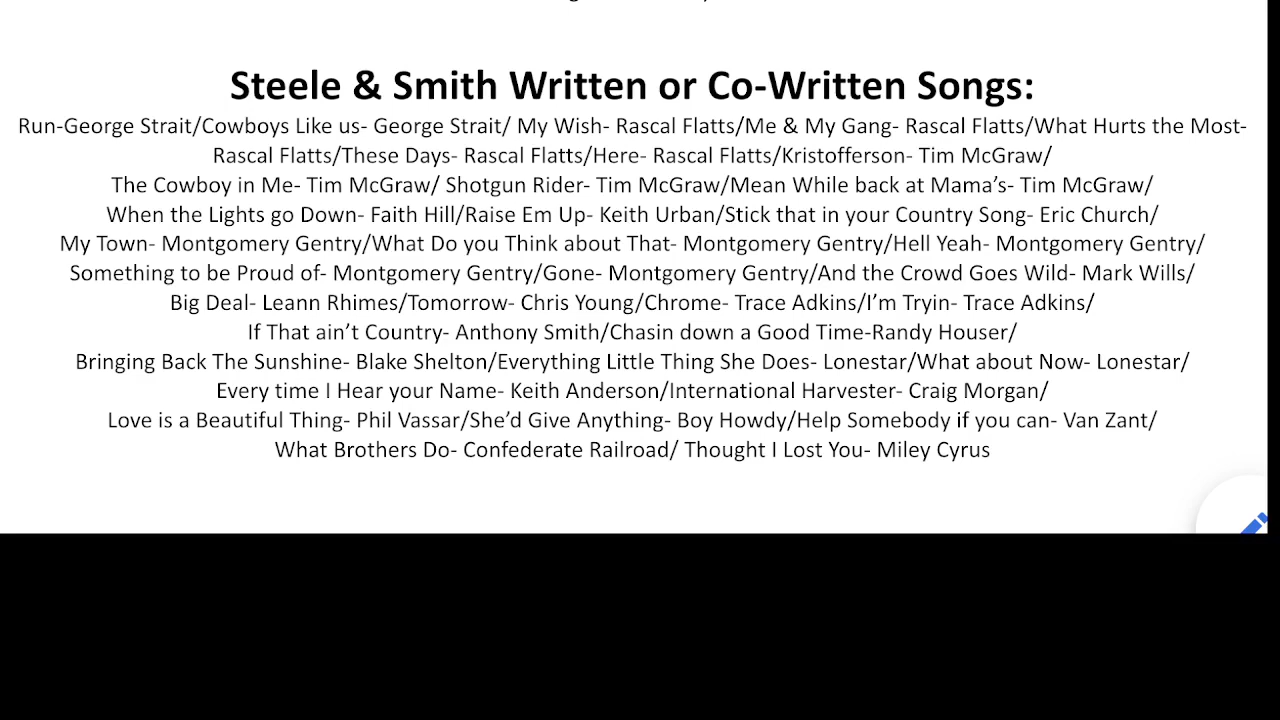 Steele & Smith Written or Co-Written Songs:
Run-George Strait/Cowboys Like us- George Strait/ My Wish- Rascal Flatts/Me & My Gang- Rascal Flatts/What Hurts the Most-
Rascal Flatts/These Days- Rascal Flatts/Here- Rascal Flatts/Kristofferson- Tim McGraw/
The Cowboy in Me- Tim McGraw/ Shotgun Rider- Tim McGraw/Mean While back at Mama’s- Tim McGraw/
When the Lights go Down- Faith Hill/Raise Em Up- Keith Urban/Stick that in your Country Song- Eric Church/
My Town- Montgomery Gentry/What Do you Think about That- Montgomery Gentry/Hell Yeah- Montgomery Gentry/
Something to be Proud of- Montgomery Gentry/Gone- Montgomery Gentry/And the Crowd Goes Wild- Mark Wills/
Big Deal- Leann Rhimes/Tomorrow- Chris Young/Chrome- Trace Adkins/I’m Tryin- Trace Adkins/
If That ain’t Country- Anthony Smith/Chasin down a Good Time-Randy Houser/
Bringing Back The Sunshine- Blake Shelton/Everything Little Thing She Does- Lonestar/What about Now- Lonestar/
Every time I Hear your Name- Keith Anderson/International Harvester- Craig Morgan/
Love is a Beautiful Thing- Phil Vassar/She’d Give Anything- Boy Howdy/Help Somebody if you can- Van Zant/
What Brothers Do- Confederate Railroad/ Thought I Lost You- Miley Cyrus